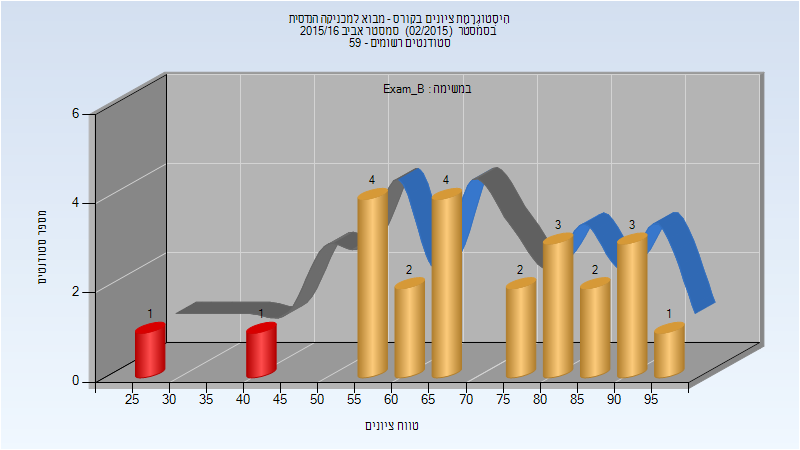 הִיסטוֹגרָמַת ציונים בקורס - מבוא למכניקה הנדסית
בסמסטר (02/2015) סמסטר אביב 2015/16
סטודנטים רשומים - 59
במשימה : Exam_B
מספר סטודנטים
6
4
2
0
1
1
4
2
4
2
3
2
3
1
25 30 35 40 45 50 55 60 65 70 75 80 85 90 95
טווח ציונים